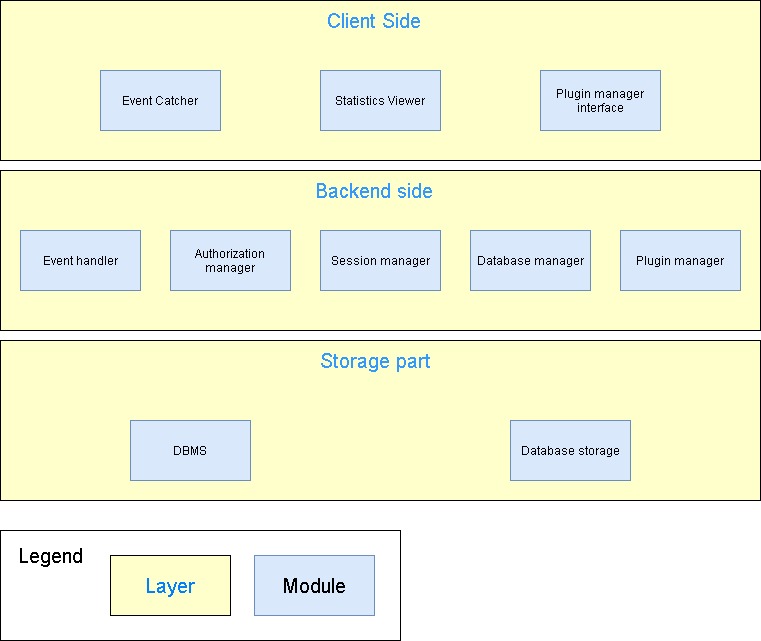 Client Side
Event Catcher
Statistics Viewer
Plugin manager
interface
Backend side
Event handler
Authorization
manager
Session manager
Database manager
Plugin manager
Storage part
DBMS
Database storage
Legend
Layer
Module